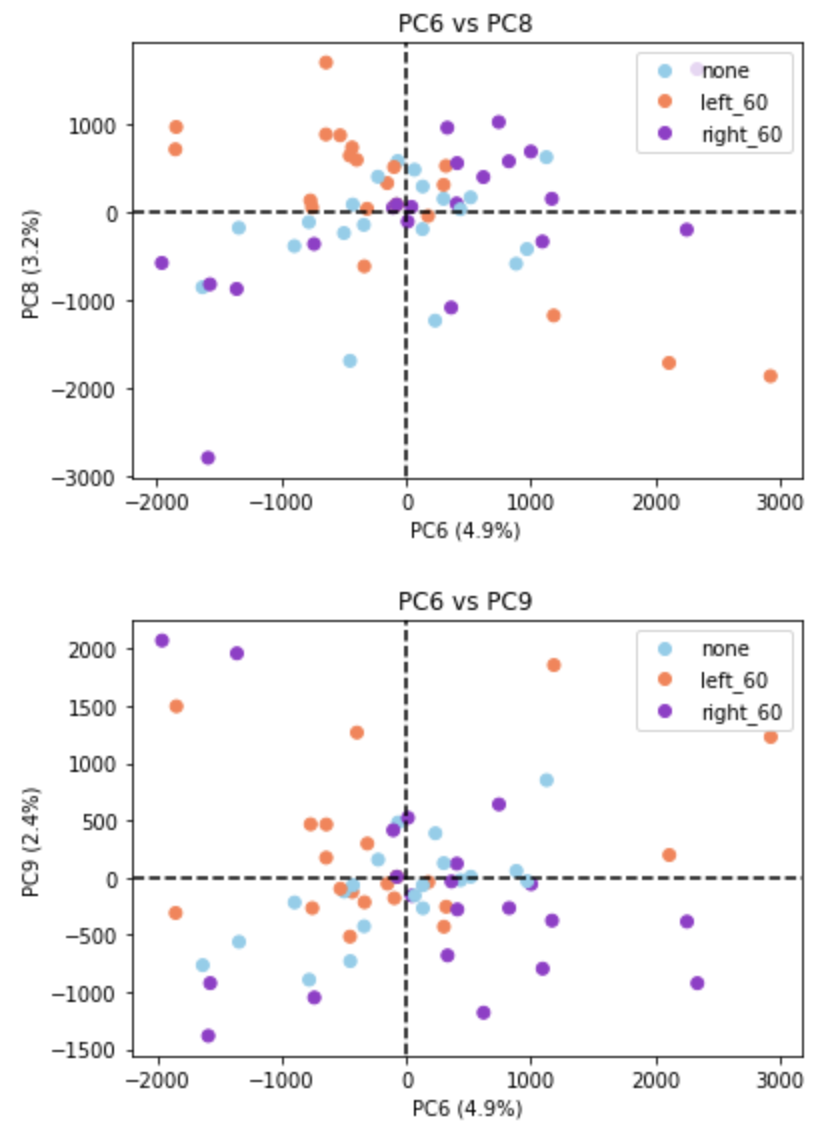 PC6 vs PC8
none
left_60
right_60
1000
0
−1000
−2000
−3000
PC8 (3.2%)
−2000 −1000 0 1000 2000 3000
PC6 (4.9%)
PC6 vs PC9
none
left_60
right_60
2000
1500
1000
500
0
−500
−1000
−1500
PC9 (2.4%)
−2000 −1000 0 1000 2000 3000
PC6 (4.9%)